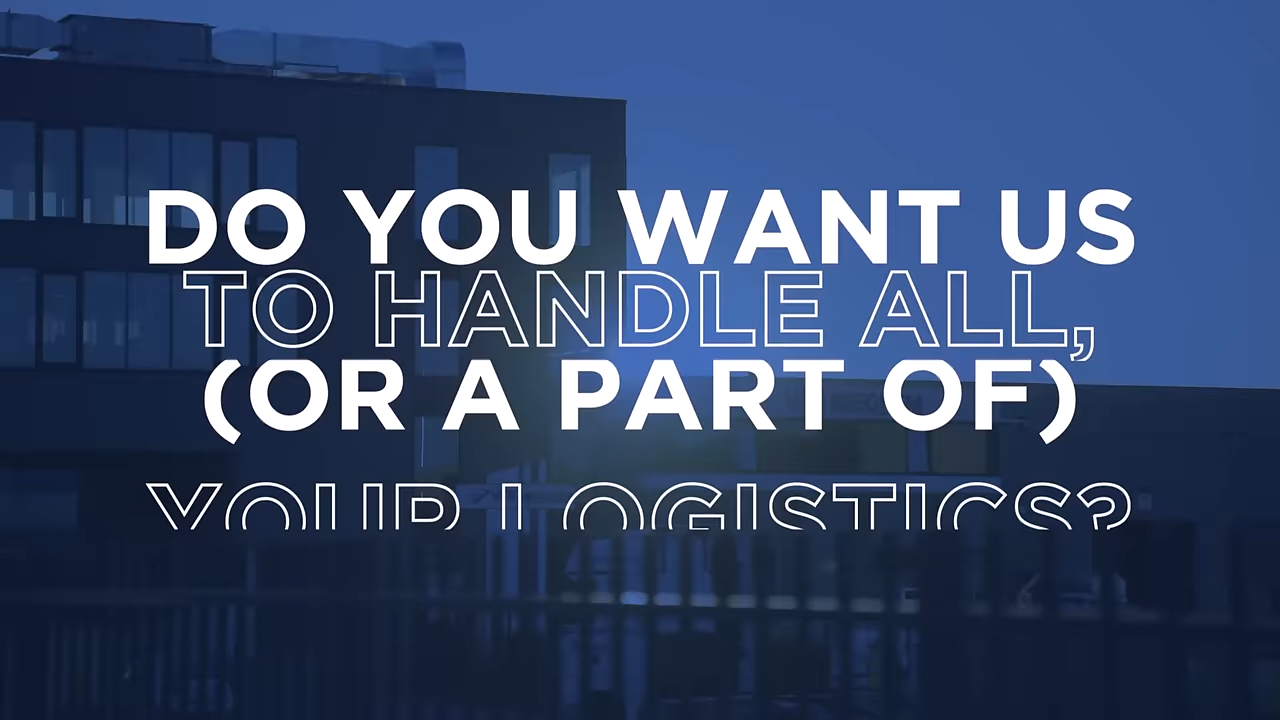 DO YOU WANT US
TO HANDLE ALL,
(OR A PART OF)
YOUR LOGISTICS?